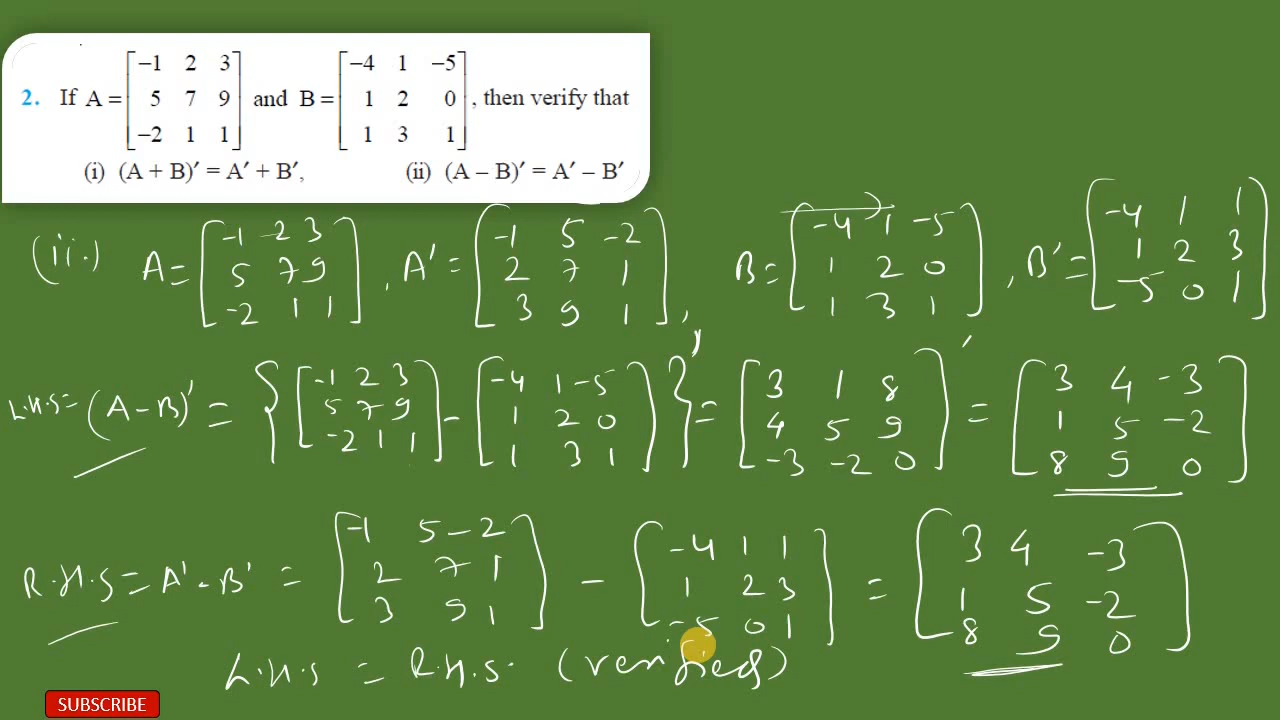 2. If A = [ −1 2 3 ; 5 7 9 ; −2 1 1 ] and B = [ −4 1 −5 ; 1 2 0 ; 1 3 1 ], then verify that
(i) (A + B)′ = A′ + B′, (ii) (A – B)′ = A′ – B′
(ii.) A = [ -1 2 3 ; 5 7 9 ; -2 1 1 ] , A' = [ -1 5 -2 ; 2 7 1 ; 3 9 1 ] , B = [ -4 1 -5 ; 1 2 0 ; 1 3 1 ] , B' = [ -4 1 1 ; 1 2 3 ; -5 0 1 ]
L.H.S = (A - B)' = { [ -1 2 3 ; 5 7 9 ; -2 1 1 ] - [ -4 1 -5 ; 1 2 0 ; 1 3 1 ] }' = [ 3 1 8 ; 4 5 9 ; -3 -2 0 ]' = [ 3 4 -3 ; 1 5 -2 ; 8 9 0 ]
R.H.S = A' - B' = [ -1 5 -2 ; 2 7 1 ; 3 9 1 ] - [ -4 1 1 ; 1 2 3 ; -5 0 1 ] = [ 3 4 -3 ; 1 5 -2 ; 8 9 0 ]
L.H.S = R.H.S. (verified)
SUBSCRIBE